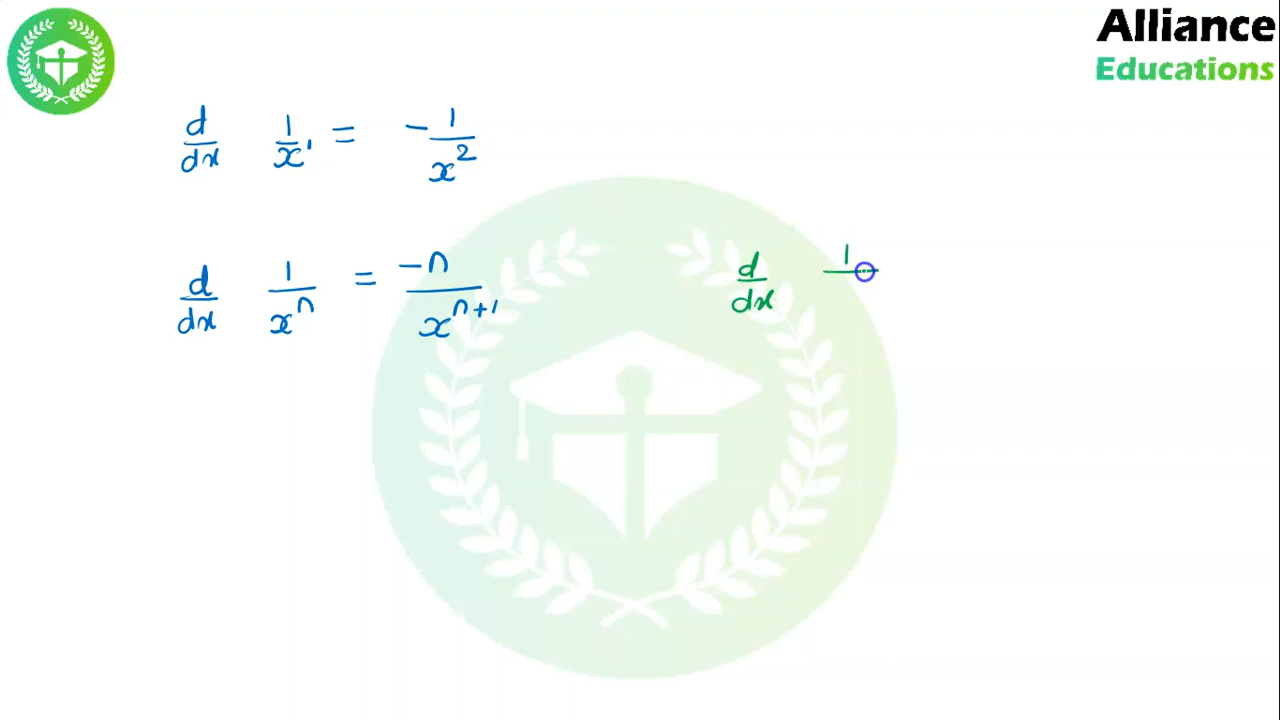 Alliance
Educations
d/dx 1/x¹ = -1/x²
d/dx 1/xⁿ = -n/xⁿ⁺¹
d/dx 1/